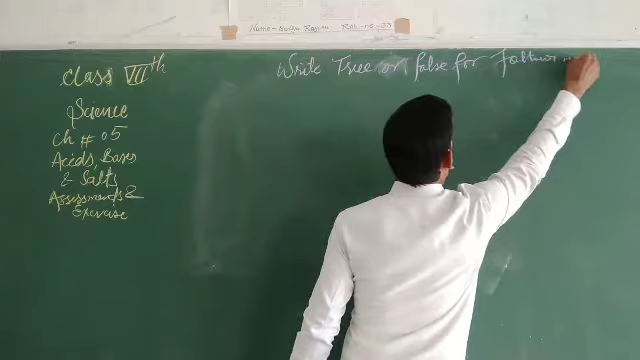 Class VIIth
Science
Ch # 05
Acids, Bases
& Salts
Assessments &
Exercise
Write True or false for